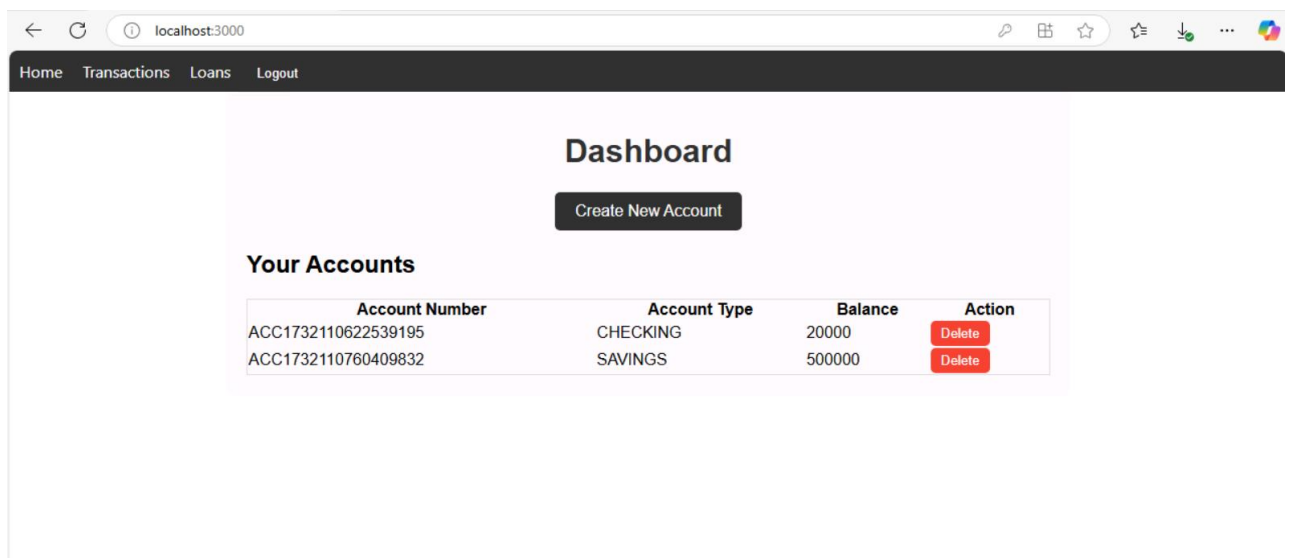 localhost:3000
Home Transactions Loans Logout
Dashboard
Create New Account
Your Accounts
Account Number Account Type Balance Action
ACC1732110622539195 CHECKING 20000 Delete
ACC1732110760409832 SAVINGS 500000 Delete